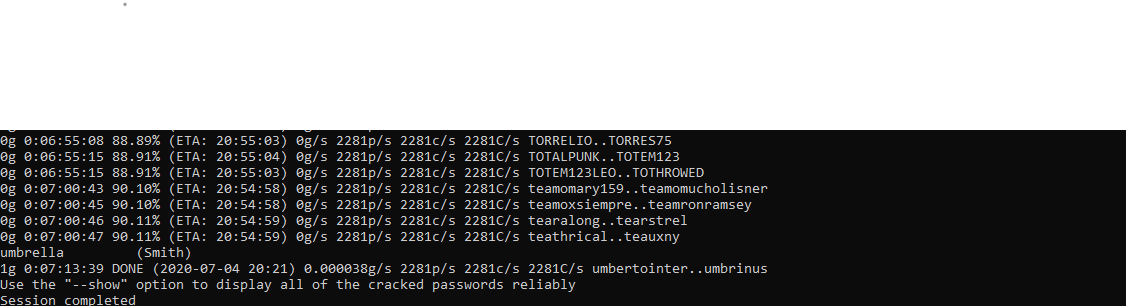 0g 0:06:55:08 88.89% (ETA: 20:55:03) 0g/s 2281p/s 2281c/s 2281C/s TORRELIO..TORRES75
0g 0:06:55:15 88.91% (ETA: 20:55:04) 0g/s 2281p/s 2281c/s 2281C/s TOTALPUNK..TOTEM123
0g 0:06:55:15 88.91% (ETA: 20:55:03) 0g/s 2281p/s 2281c/s 2281C/s TOTEM123LEO..TOTHROWED
0g 0:07:00:43 90.10% (ETA: 20:54:58) 0g/s 2281p/s 2281c/s 2281C/s teamomary159..teamomucholisner
0g 0:07:00:45 90.10% (ETA: 20:54:58) 0g/s 2281p/s 2281c/s 2281C/s teamoxsiempre..teamronramsey
0g 0:07:00:46 90.11% (ETA: 20:54:59) 0g/s 2281p/s 2281c/s 2281C/s tearalong..tearstrel
0g 0:07:00:47 90.11% (ETA: 20:54:59) 0g/s 2281p/s 2281c/s 2281C/s teathrical..teauxny
umbrella         (Smith)
1g 0:07:13:39 DONE (2020-07-04 20:21) 0.000038g/s 2281p/s 2281c/s 2281C/s umbertointer..umbrinus
Use the "--show" option to display all of the cracked passwords reliably
Session completed